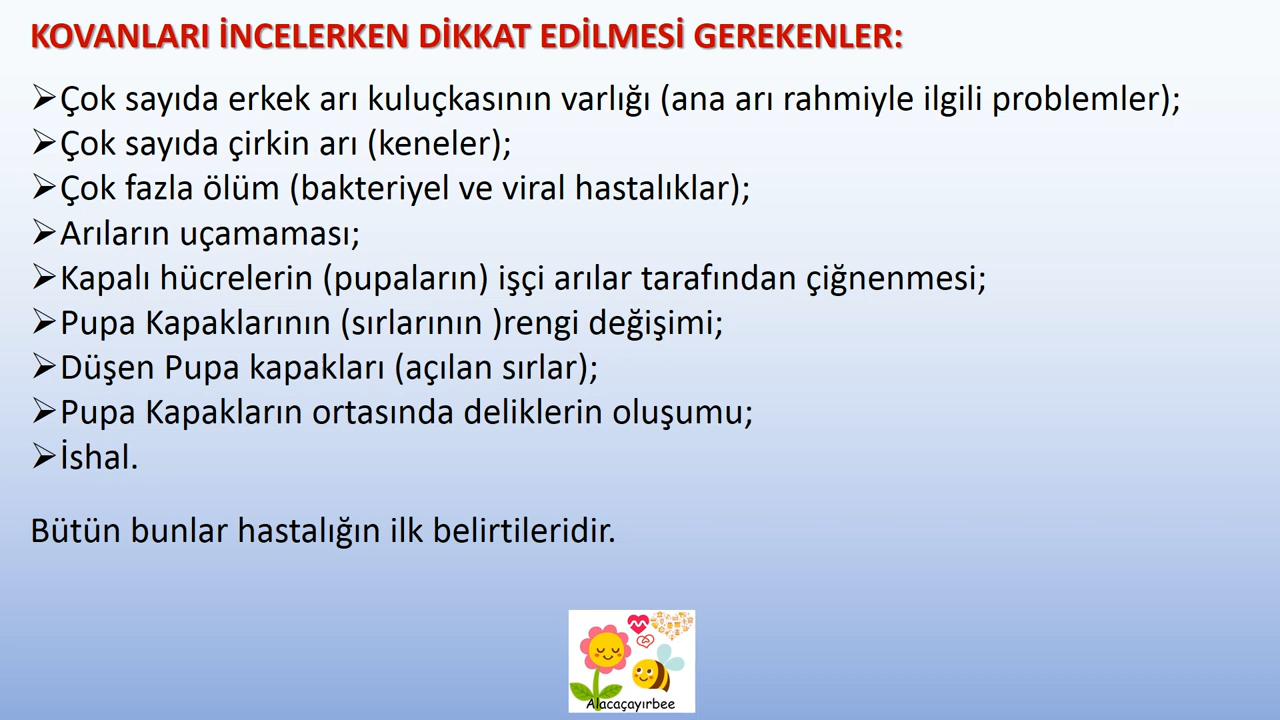 KOVANLARI İNCELERKEN DİKKAT EDİLMESİ GEREKENLER:
➢Çok sayıda erkek arı kuluçkasının varlığı (ana arı rahmiyle ilgili problemler);
➢Çok sayıda çirkin arı (keneler);
➢Çok fazla ölüm (bakteriyel ve viral hastalıklar);
➢Arıların uçamaması;
➢Kapalı hücrelerin (pupaların) işçi arılar tarafından çiğnenmesi;
➢Pupa Kapaklarının (sırlarının )rengi değişimi;
➢Düşen Pupa kapakları (açılan sırlar);
➢Pupa Kapakların ortasında deliklerin oluşumu;
➢İshal.
Bütün bunlar hastalığın ilk belirtileridir.
Alacaçayırbee